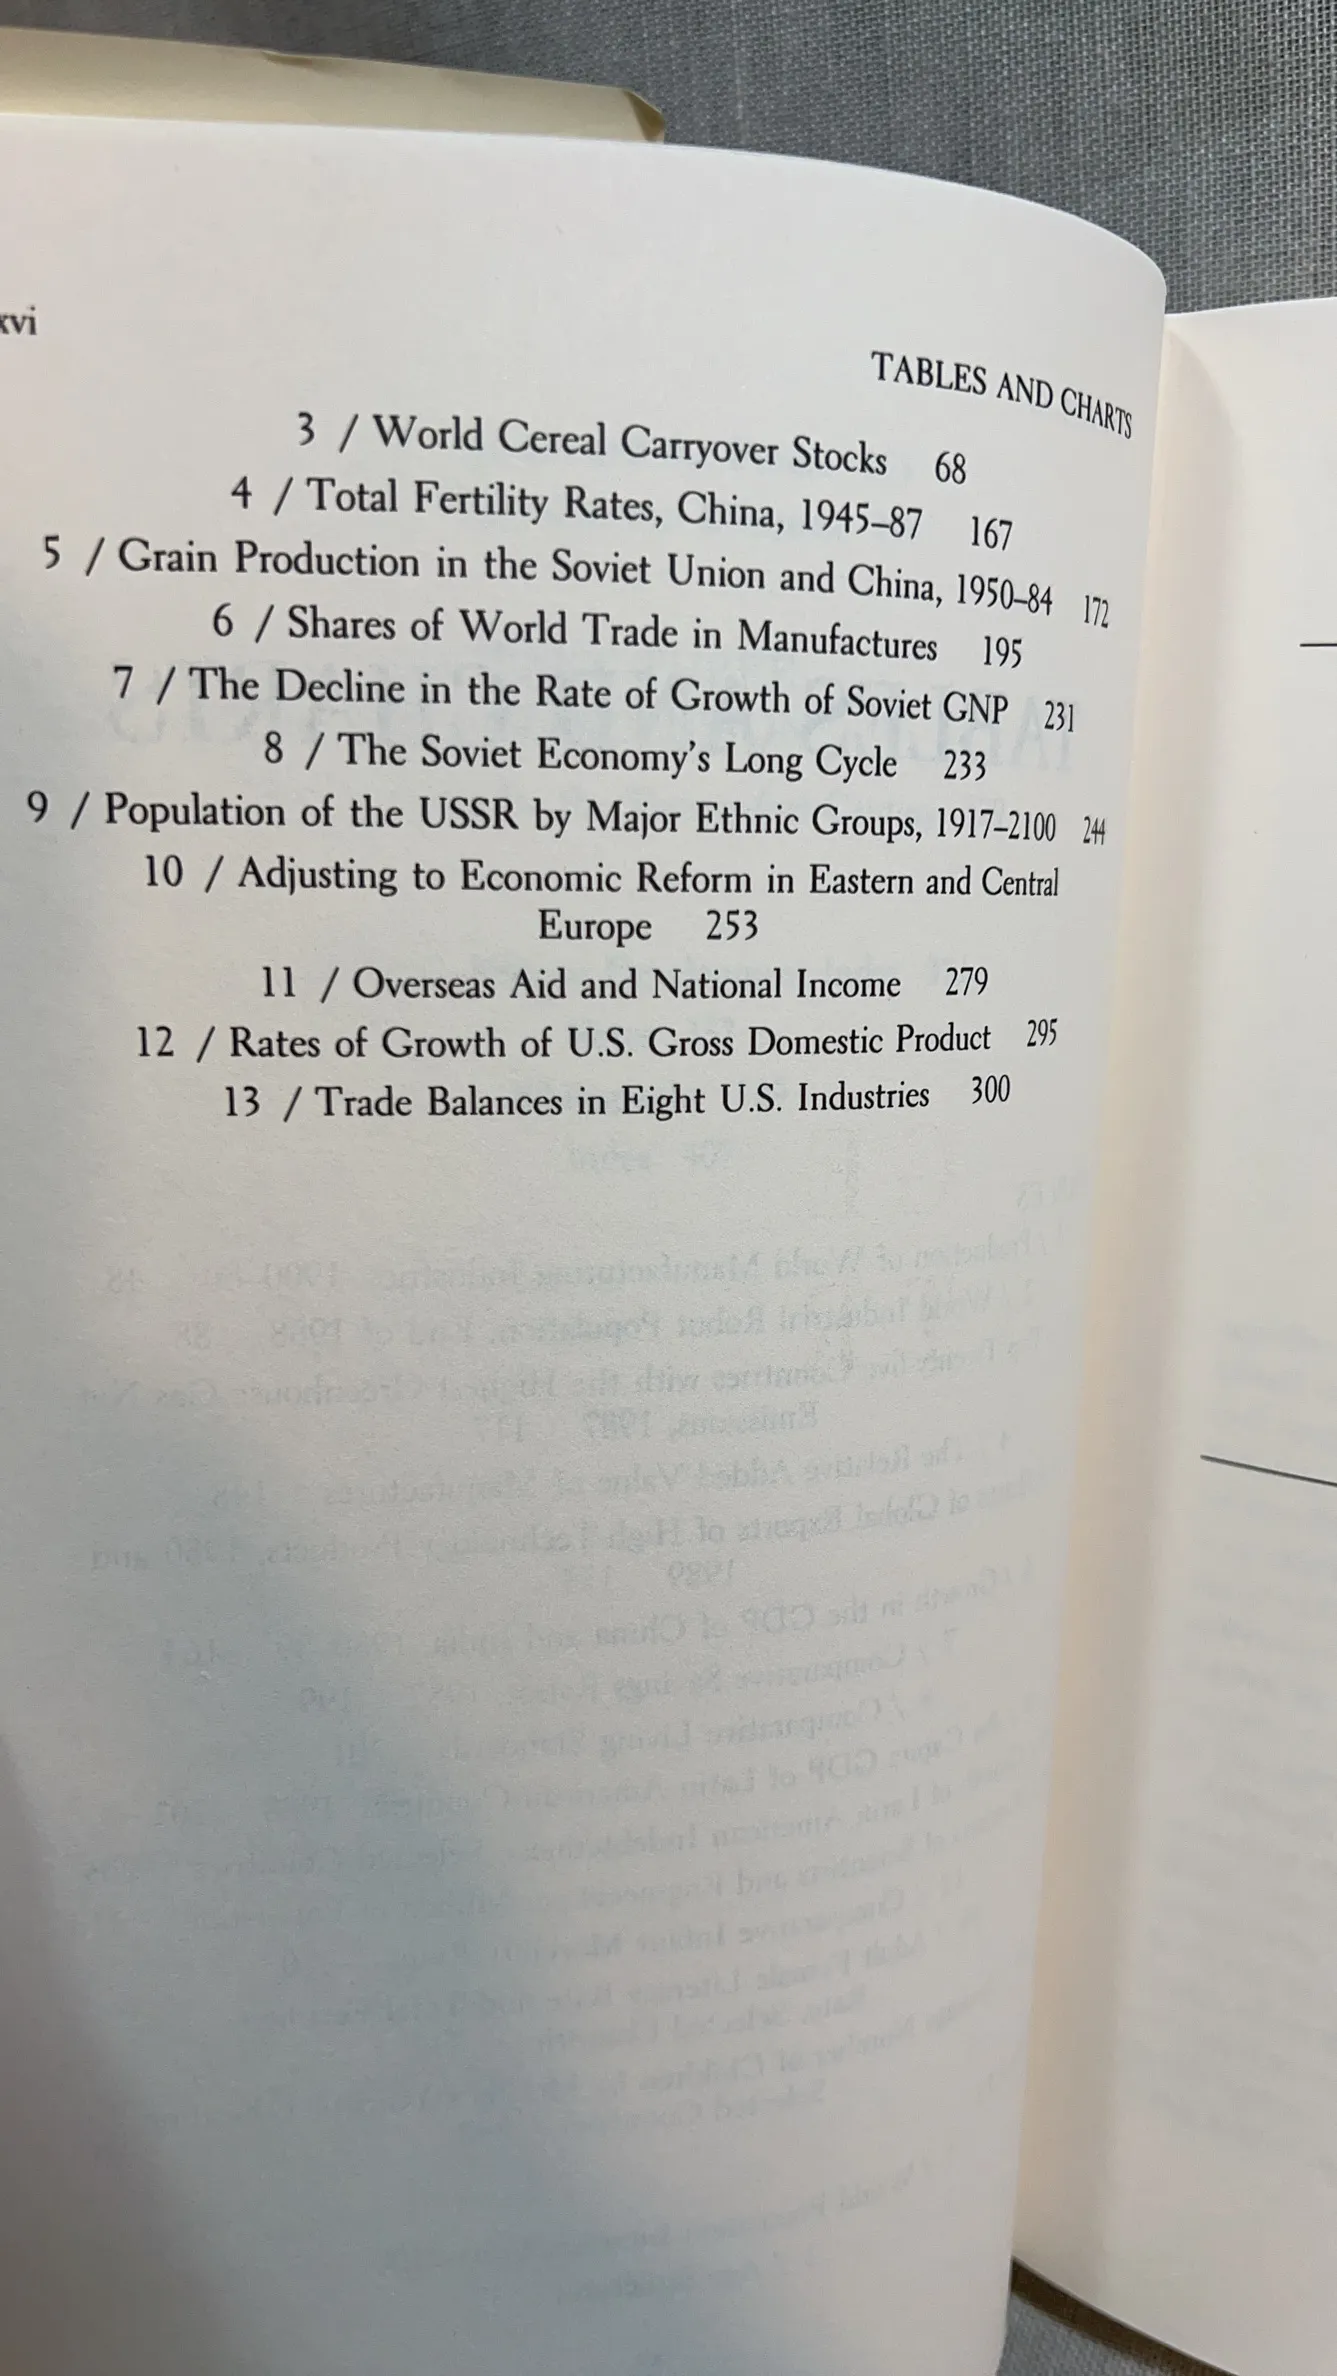 xvi
TABLES AND CHARTS
3 / World Cereal Carryover Stocks 68
4 / Total Fertility Rates, China, 1945–87 167
5 / Grain Production in the Soviet Union and China, 1950–84 172
6 / Shares of World Trade in Manufactures 195
7 / The Decline in the Rate of Growth of Soviet GNP 231
8 / The Soviet Economy’s Long Cycle 233
9 / Population of the USSR by Major Ethnic Groups, 1917–2100 244
10 / Adjusting to Economic Reform in Eastern and Central
Europe 253
11 / Overseas Aid and National Income 279
12 / Rates of Growth of U.S. Gross Domestic Product 295
13 / Trade Balances in Eight U.S. Industries 300